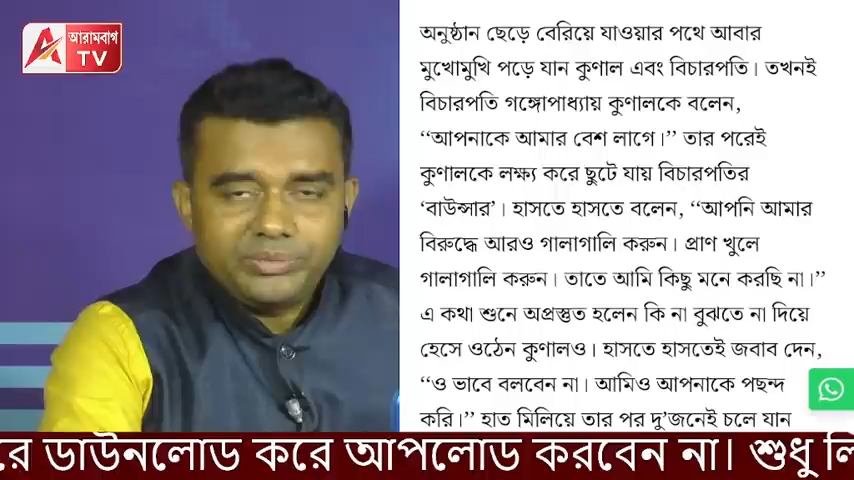 আরামবাগ
TV
অনুষ্ঠান ছেড়ে বেরিয়ে যাওয়ার পথে আবার
মুখোমুখি পড়ে যান কুণাল এবং বিচারপতি। তখনই
বিচারপতি গঙ্গোপাধ্যায় কুণালকে বলেন,
‘‘আপনাকে আমার বেশ লাগে।’’ তার পরেই
কুণালকে লক্ষ্য করে ছুটে যায় বিচারপতির
‘বাউন্সার’। হাসতে হাসতে বলেন, ‘‘আপনি আমার
বিরুদ্ধে আরও গালাগালি করুন। প্রাণ খুলে
গালাগালি করুন। তাতে আমি কিছু মনে করছি না।’’
এ কথা শুনে অপ্রস্তুত হলেন কি না বুঝতে না দিয়ে
হেসে ওঠেন কুণালও। হাসতে হাসতেই জবাব দেন,
‘‘ও ভাবে বলবেন না। আমিও আপনাকে পছন্দ
করি।’’ হাত মিলিয়ে তার পর দু’জনেই চলে যান
রে ডাউনলোড করে আপলোড করবেন না। শুধু লি